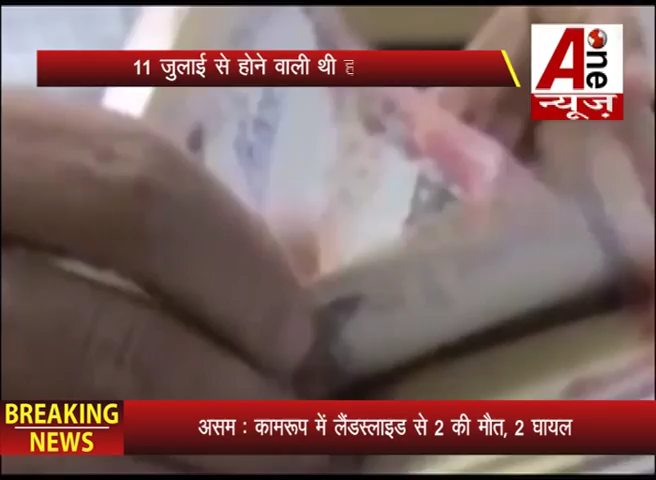 11 जुलाई से होने वाली थी
A
One
न्यूज़
BREAKING
NEWS
असम : कामरूप में लैंडस्लाइड से 2 की मौत, 2 घायल